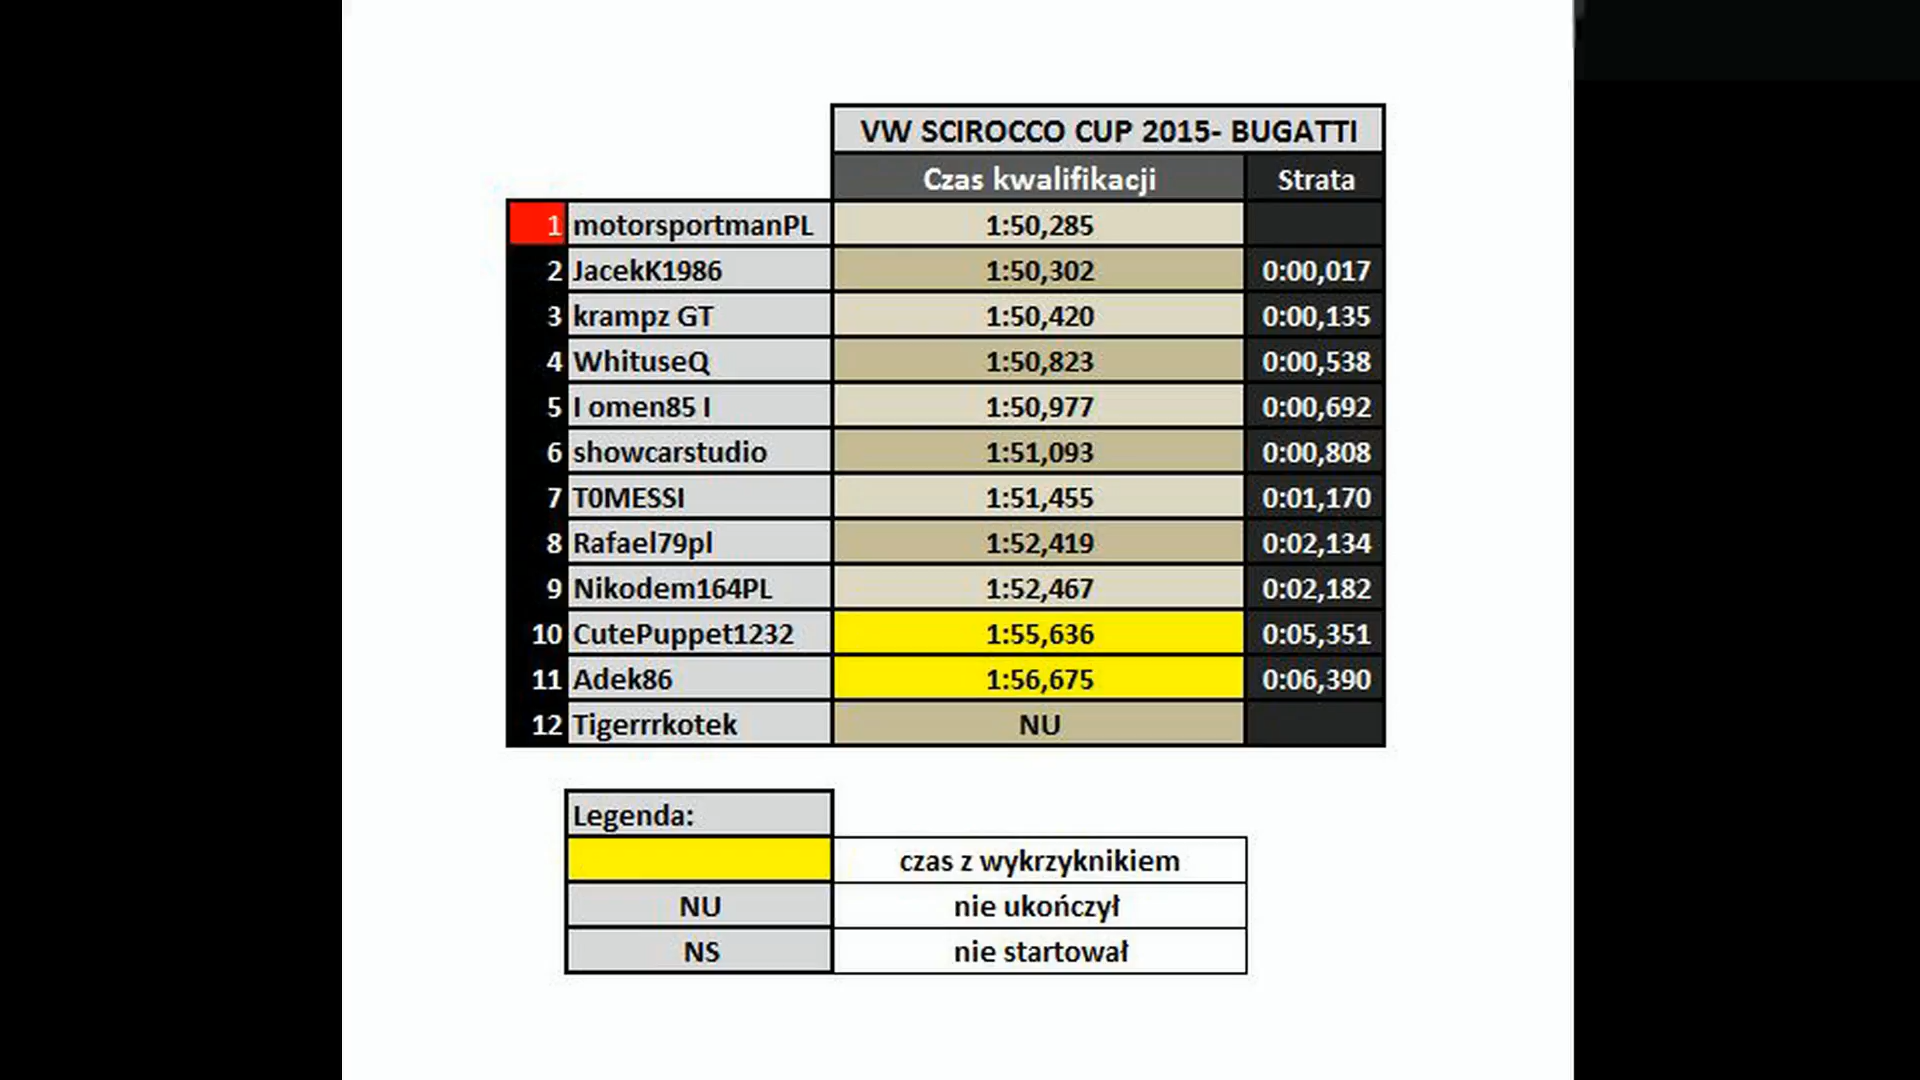 VW SCIROCCO CUP 2015- BUGATTI
Czas kwalifikacji Strata
1 motorsportmanPL 1:50,285
2 JacekK1986 1:50,302 0:00,017
3 krampz GT 1:50,420 0:00,135
4 WhituseQ 1:50,823 0:00,538
5 I omen85 I 1:50,977 0:00,692
6 showcarstudio 1:51,093 0:00,808
7 T0MESSI 1:51,455 0:01,170
8 Rafael79pl 1:52,419 0:02,134
9 Nikodem164PL 1:52,467 0:02,182
10 CutePuppet1232 1:55,636 0:05,351
11 Adek86 1:56,675 0:06,390
12 Tigerrrkotek NU
Legenda:
czas z wykrzyknikiem
NU nie ukończył
NS nie startował